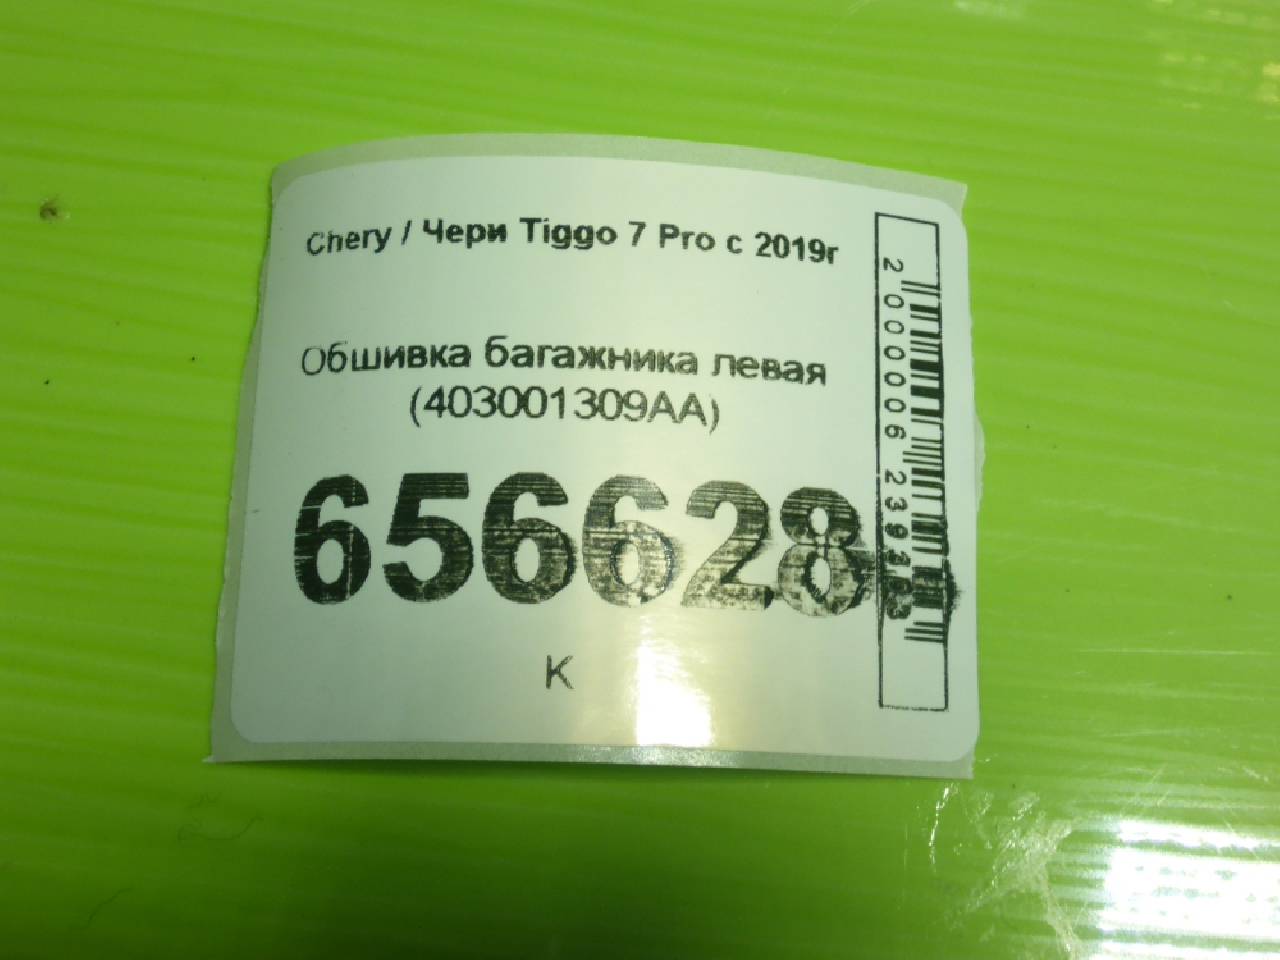 Chery / Чери Tiggo 7 Pro с 2019г
Обшивка багажника левая
(403001309AA)
656628
К